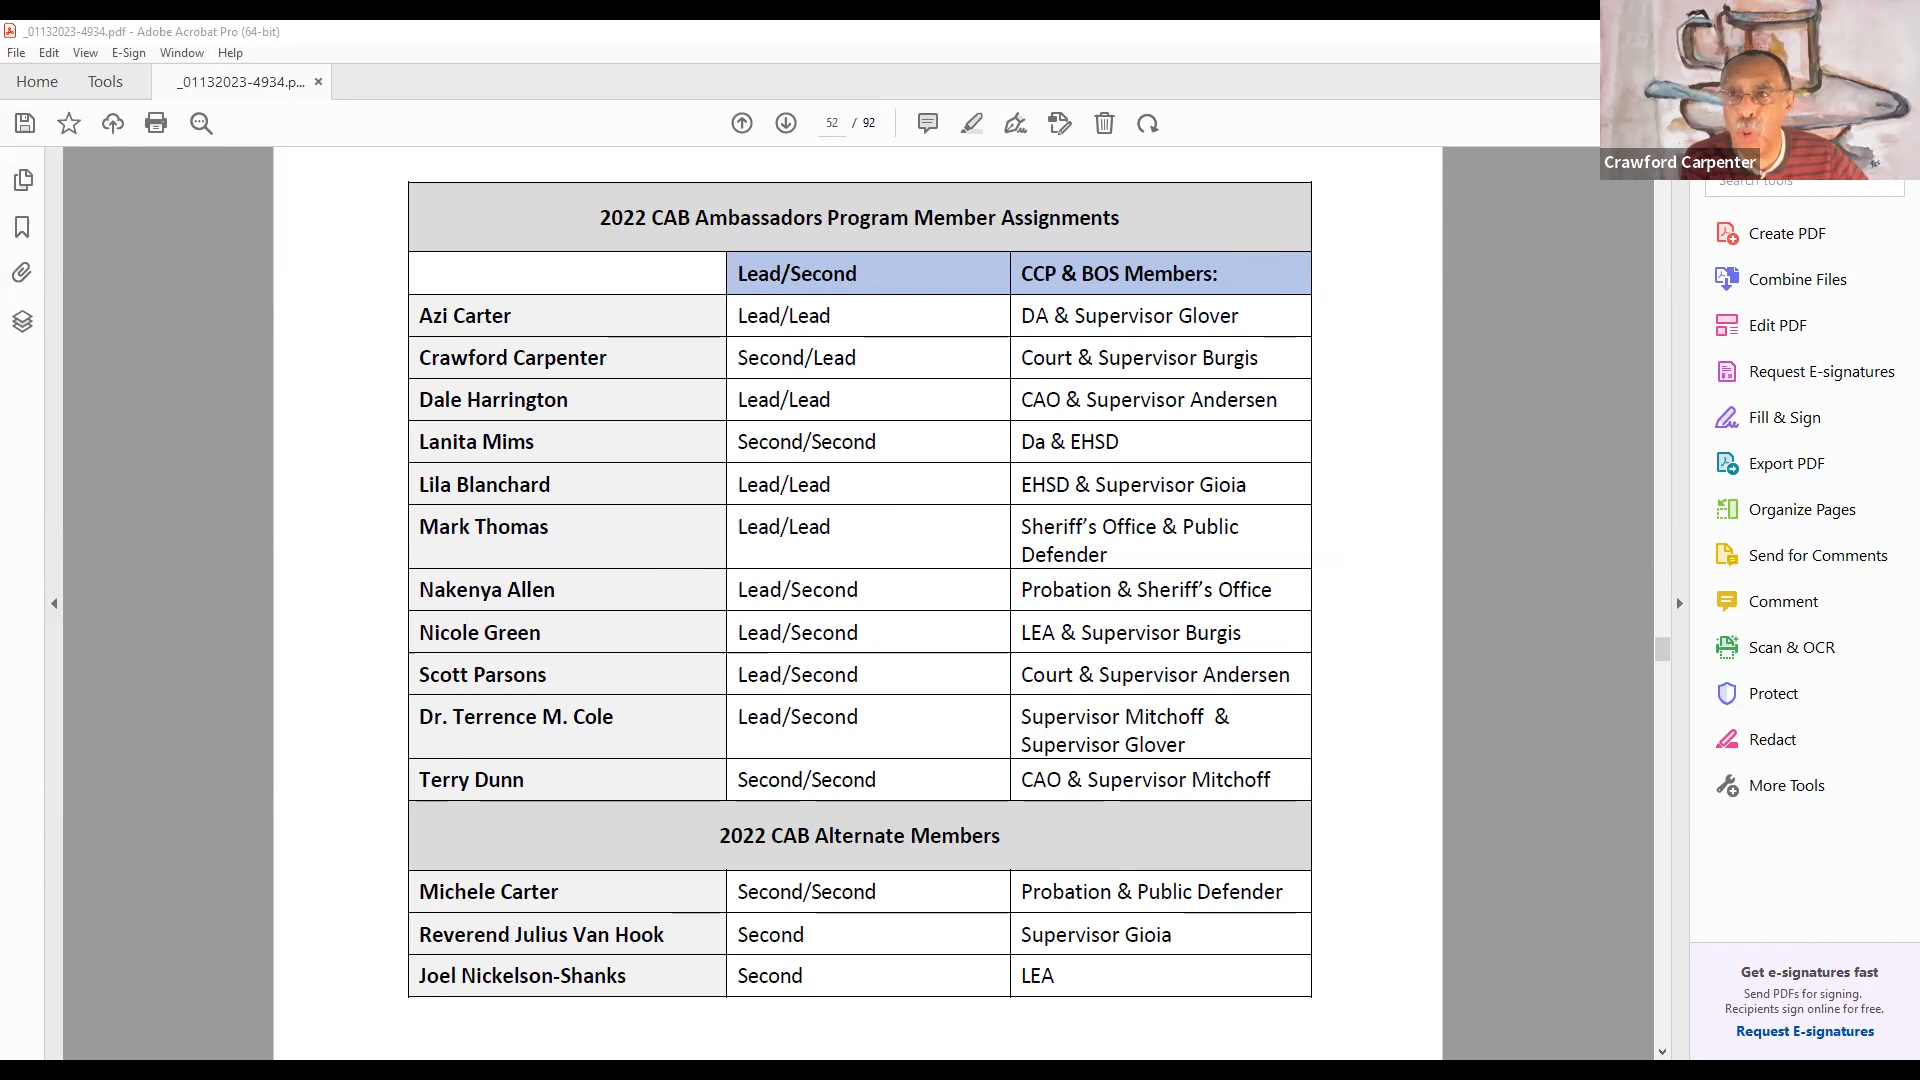 _01132023-4934.pdf - Adobe Acrobat Pro (64-bit)
File Edit View E-Sign Window Help
Home Tools _01132023-4934.p... ×
52 / 92
Crawford Carpenter
Search tools
2022 CAB Ambassadors Program Member Assignments
Lead/Second CCP & BOS Members:
Azi Carter Lead/Lead DA & Supervisor Glover
Crawford Carpenter Second/Lead Court & Supervisor Burgis
Dale Harrington Lead/Lead CAO & Supervisor Andersen
Lanita Mims Second/Second Da & EHSD
Lila Blanchard Lead/Lead EHSD & Supervisor Gioia
Mark Thomas Lead/Lead Sheriff’s Office & Public
Defender
Nakenya Allen Lead/Second Probation & Sheriff’s Office
Nicole Green Lead/Second LEA & Supervisor Burgis
Scott Parsons Lead/Second Court & Supervisor Andersen
Dr. Terrence M. Cole Lead/Second Supervisor Mitchoff &
Supervisor Glover
Terry Dunn Second/Second CAO & Supervisor Mitchoff
2022 CAB Alternate Members
Michele Carter Second/Second Probation & Public Defender
Reverend Julius Van Hook Second Supervisor Gioia
Joel Nickelson-Shanks Second LEA
Create PDF
Combine Files
Edit PDF
Request E-signatures
Fill & Sign
Export PDF
Organize Pages
Send for Comments
Comment
Scan & OCR
Protect
Redact
More Tools
Get e-signatures fast
Send PDFs for signing.
Recipients sign online for free.
Request E-signatures